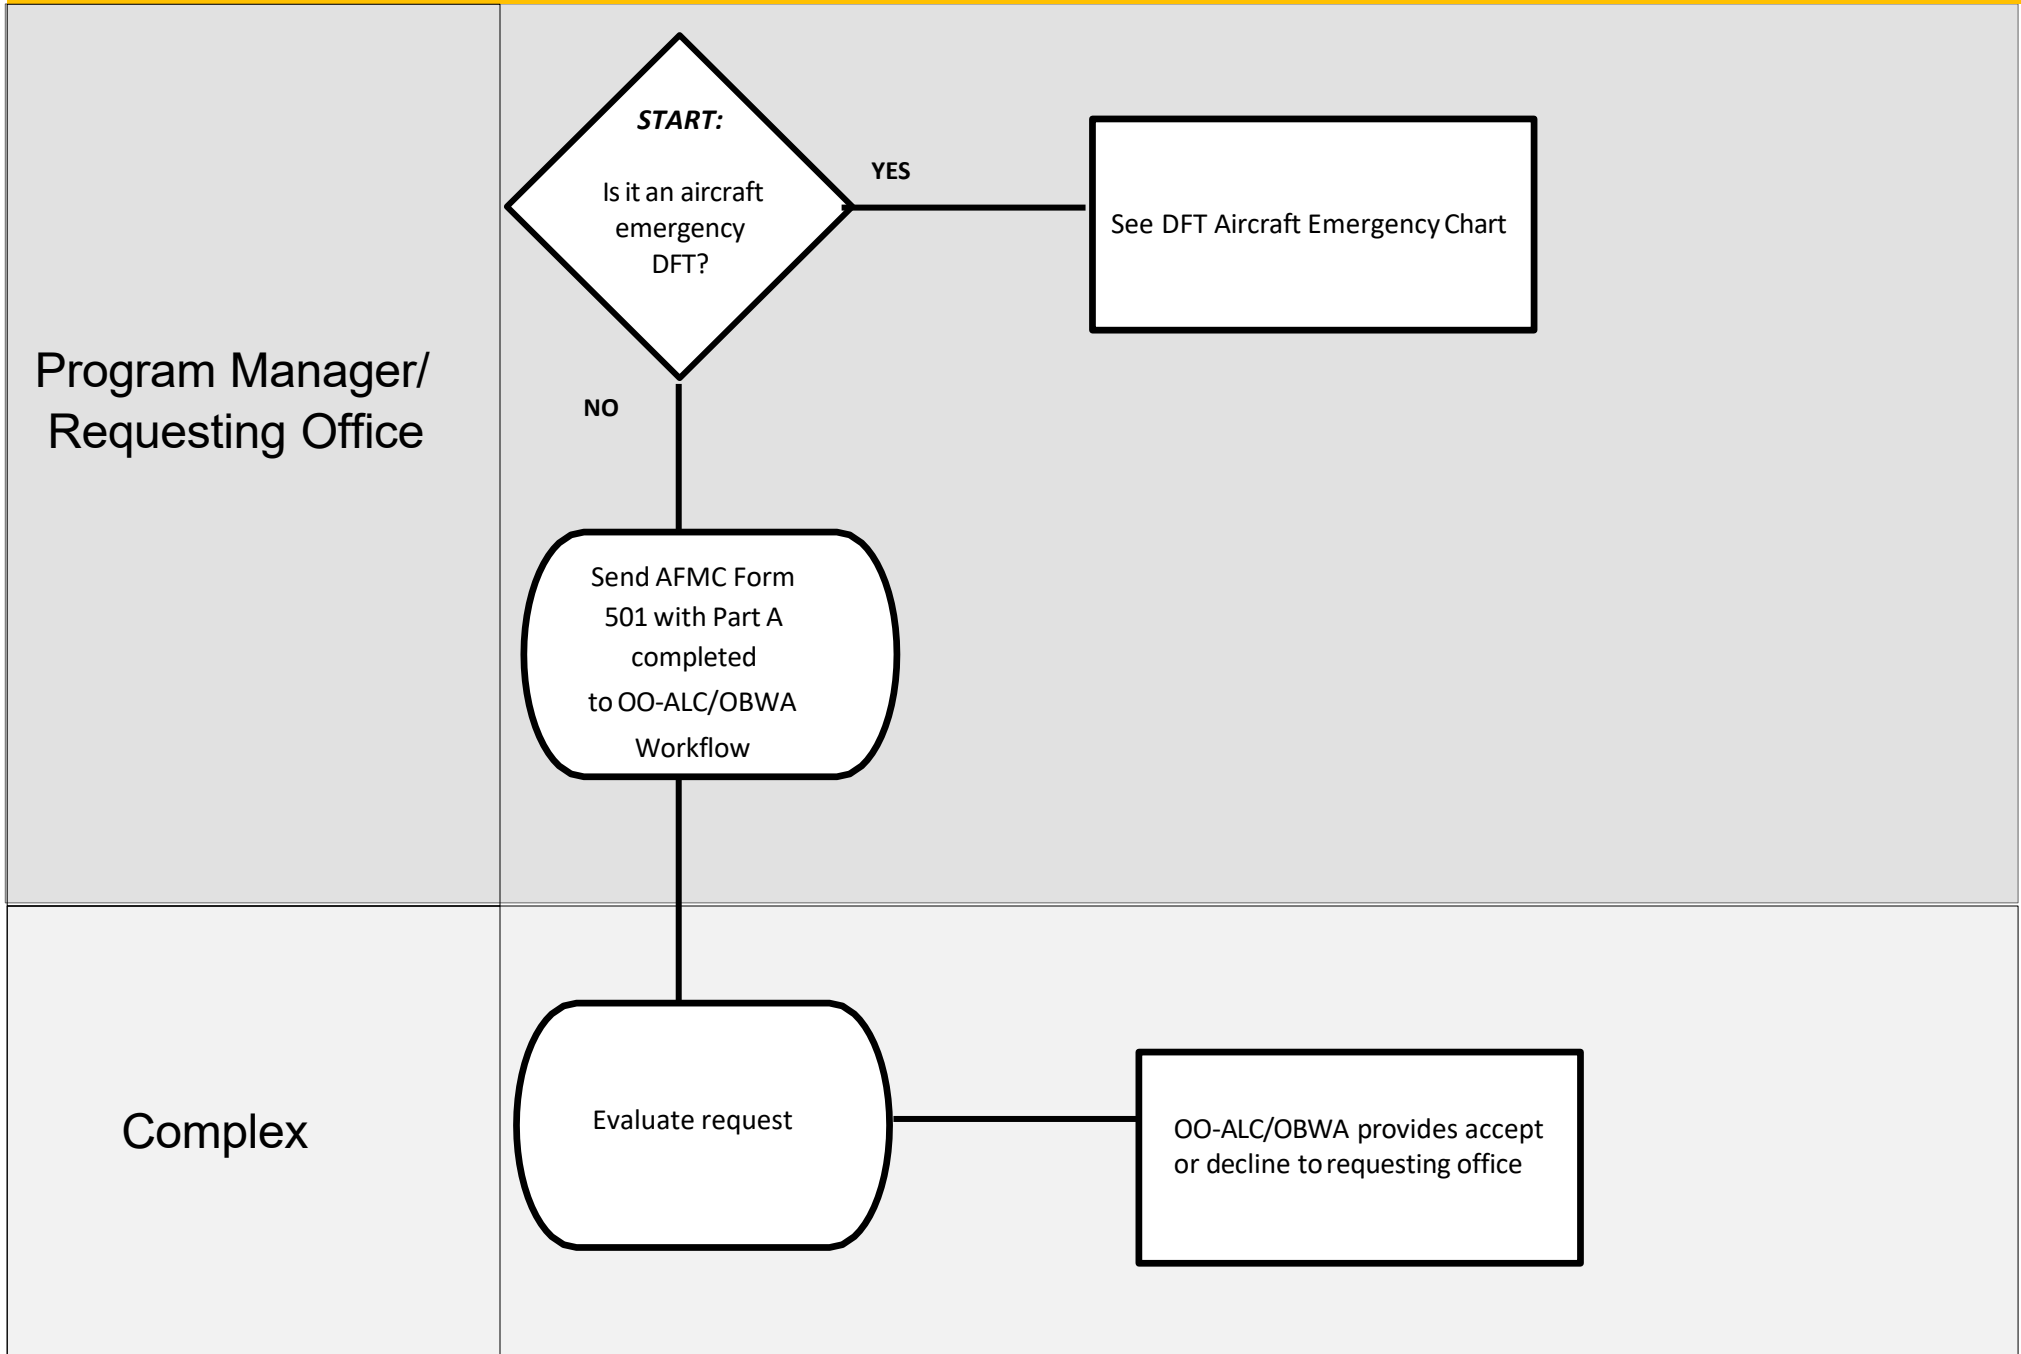 START:
Is it an aircraft
emergency
DFT?
YES
See DFT Aircraft Emergency Chart
Program Manager/
Requesting Office
NO
Send AFMC Form
501 with Part A
completed
to OO-ALC/OBWA
Workflow
Complex
Evaluate request
OO-ALC/OBWA provides accept
or decline to requesting office